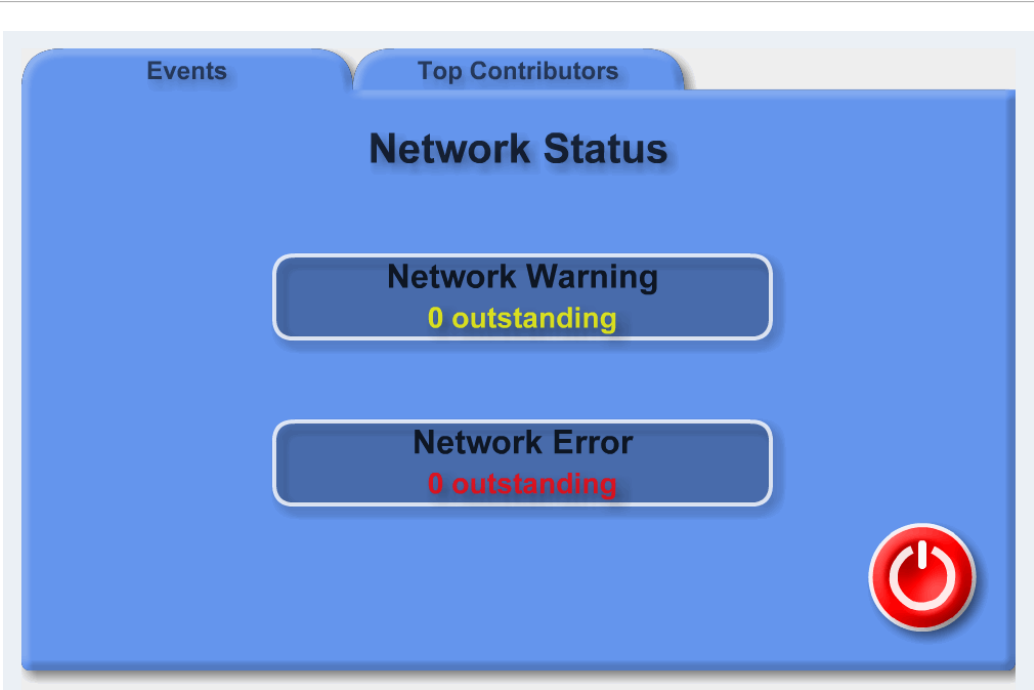 Events
Top Contributors
Network Status
Network Warning
0 outstanding
Network Error
0 outstanding